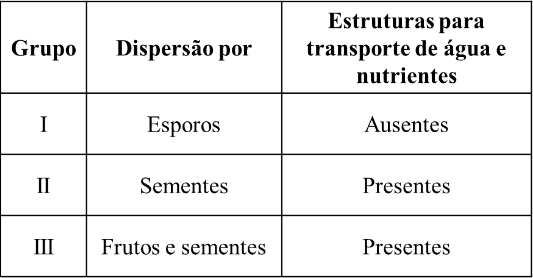 Grupo
Dispersão por
Estruturas para
transporte de água e
nutrientes
I
Esporos
Ausentes
II
Sementes
Presentes
III
Frutos e sementes
Presentes